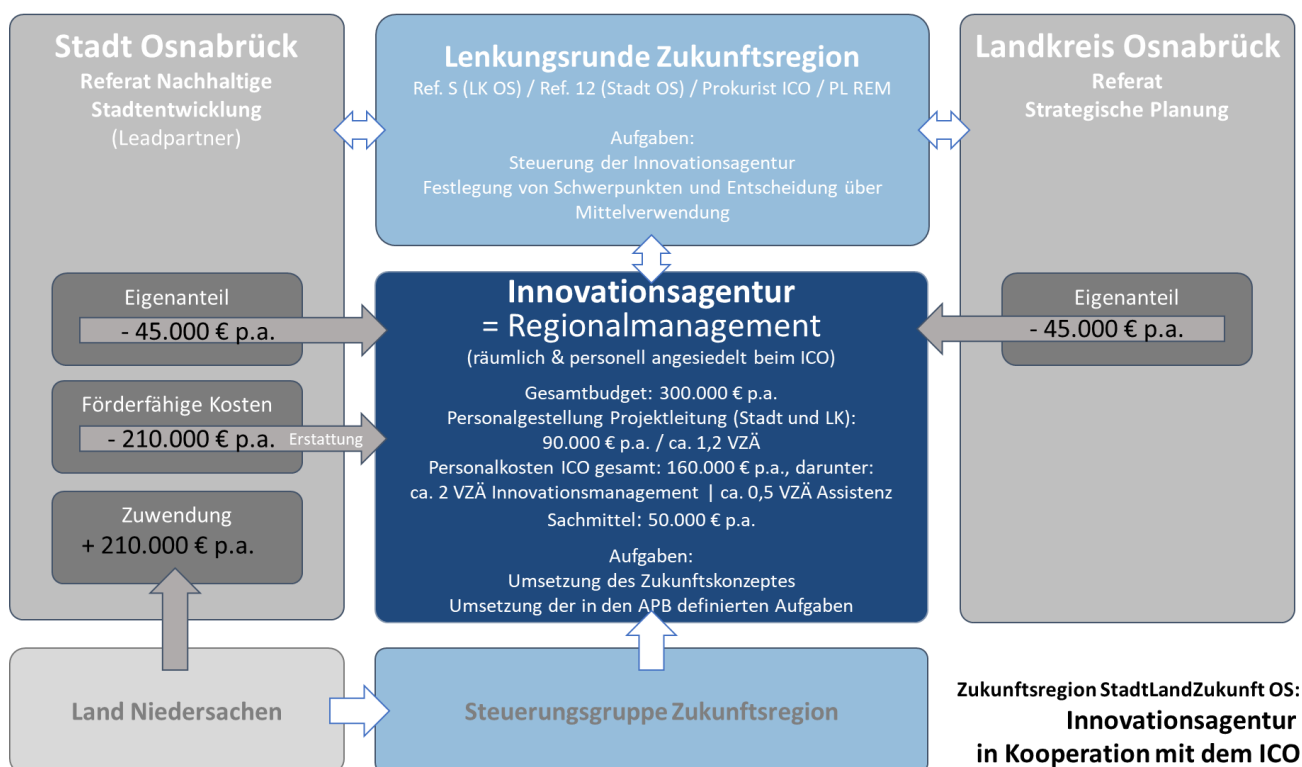 Stadt Osnabrück
Referat Nachhaltige
Stadtentwicklung
(Leadpartner)
Eigenanteil
- 45.000 € p.a.
Förderfähige Kosten
- 210.000 € p.a.
Erstattung
Zuwendung
+ 210.000 € p.a.
Lenkungsrunde Zukunftsregion
Ref. S (LK OS) / Ref. 12 (Stadt OS) / Prokurist ICO / PL REM
Aufgaben:
Steuerung der Innovationsagentur
Festlegung von Schwerpunkten und Entscheidung über
Mittelverwendung
Innovationsagentur
= Regionalmanagement
(räumlich & personell angesiedelt beim ICO)
Gesamtbudget: 300.000 € p.a.
Personalgestellung Projektleitung (Stadt und LK):
90.000 € p.a. / ca. 1,2 VZÄ
Personalkosten ICO gesamt: 160.000 € p.a., darunter:
ca. 2 VZÄ Innovationsmanagement | ca. 0,5 VZÄ Assistenz
Sachmittel: 50.000 € p.a.
Aufgaben:
Umsetzung des Zukunftskonzeptes
Umsetzung der in den APB definierten Aufgaben
Landkreis Osnabrück
Referat
Strategische Planung
Eigenanteil
- 45.000 € p.a.
Land Niedersachen
Steuerungsgruppe Zukunftsregion
Zukunftsregion StadtLandZukunft OS:
Innovationsagentur
in Kooperation mit dem ICO